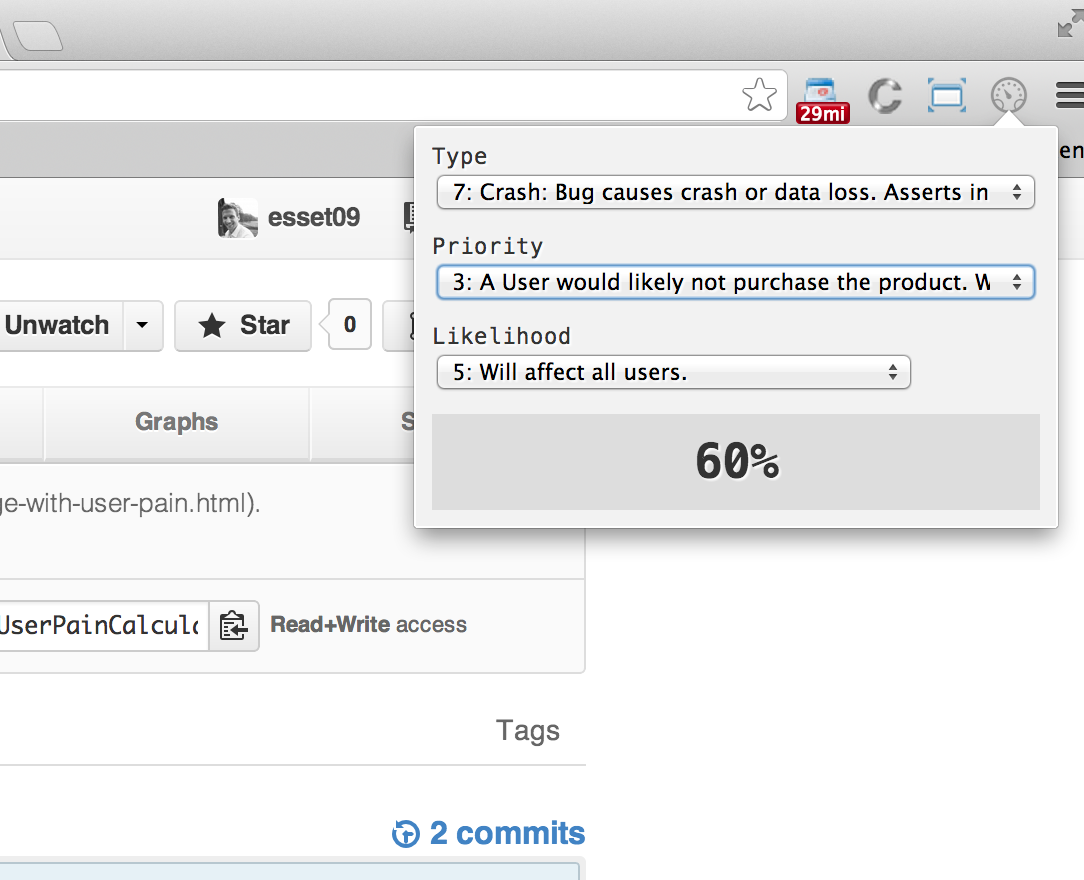 29mi
en
Type
7: Crash: Bug causes crash or data loss. Asserts in
esset09
Priority
3: A User would likely not purchase the product. W
Unwatch
Star
0
Likelihood
5: Will affect all users.
Graphs
S
60%
ge-with-user-pain.html).
UserPainCalcul
Read+Write access
Tags
2 commits